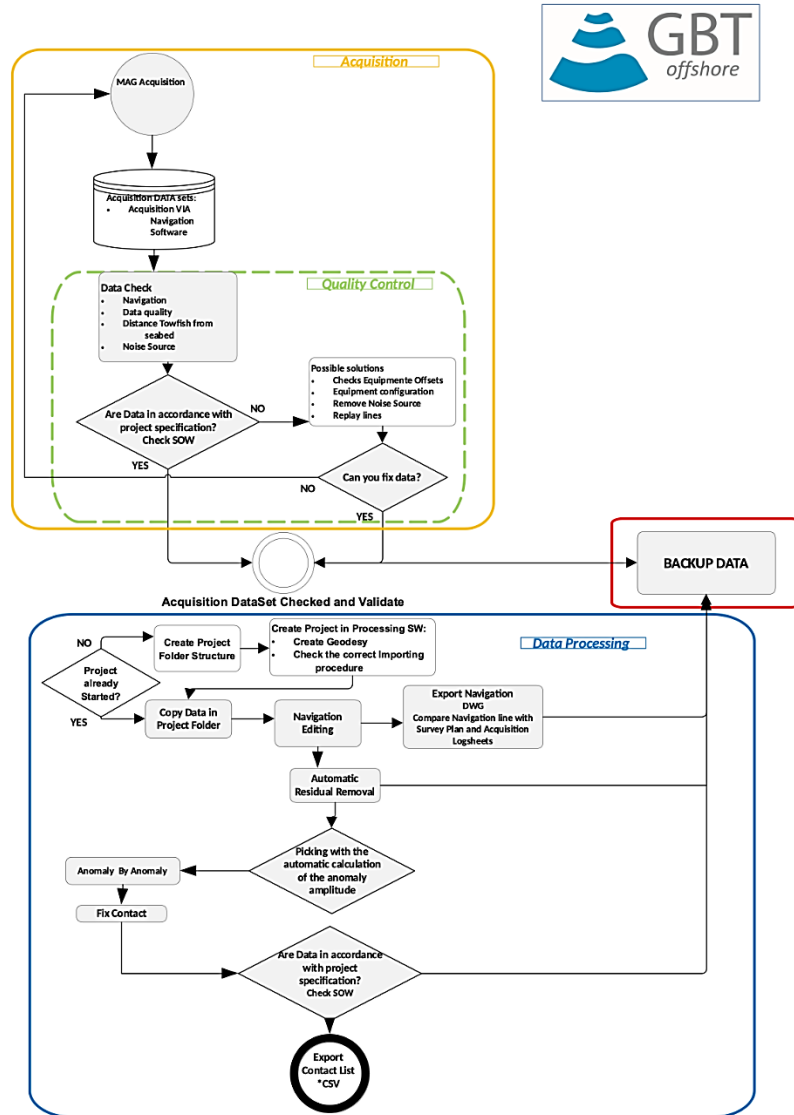 GBT
offshore
Acquisition
MAG Acquisition
Acquisition DATA sets:
• Acquisition VIA
Navigation
Software
Quality Control
Data Check
• Navigation
• Data quality
• Distance Towfish from
seabed
• Noise Source
Possible solutions
• Checks Equipmente Offsets
• Equipment configuration
• Remove Noise Source
• Replay lines
Are Data in accordance with
project specification?
Check SOW
NO
YES
Can you fix data?
NO
YES
BACKUP DATA
Acquisition DataSet Checked and Validate
Data Processing
NO
Project
already
Started?
YES
Create Project
Folder Structure
Create Project in Processing SW:
• Create Geodesy
• Check the correct Importing
procedure
Copy Data in
Project Folder
Navigation
Editing
Export Navigation
DWG
Compare Navigation line with
Survey Plan and Acquisition
Logsheets
Automatic
Residual Removal
Picking with the
automatic calculation
of the anomaly
amplitude
Anomaly By Anomaly
Fix Contact
Are Data in accordance
with project
specification?
Check SOW
Export
Contact List
*CSV